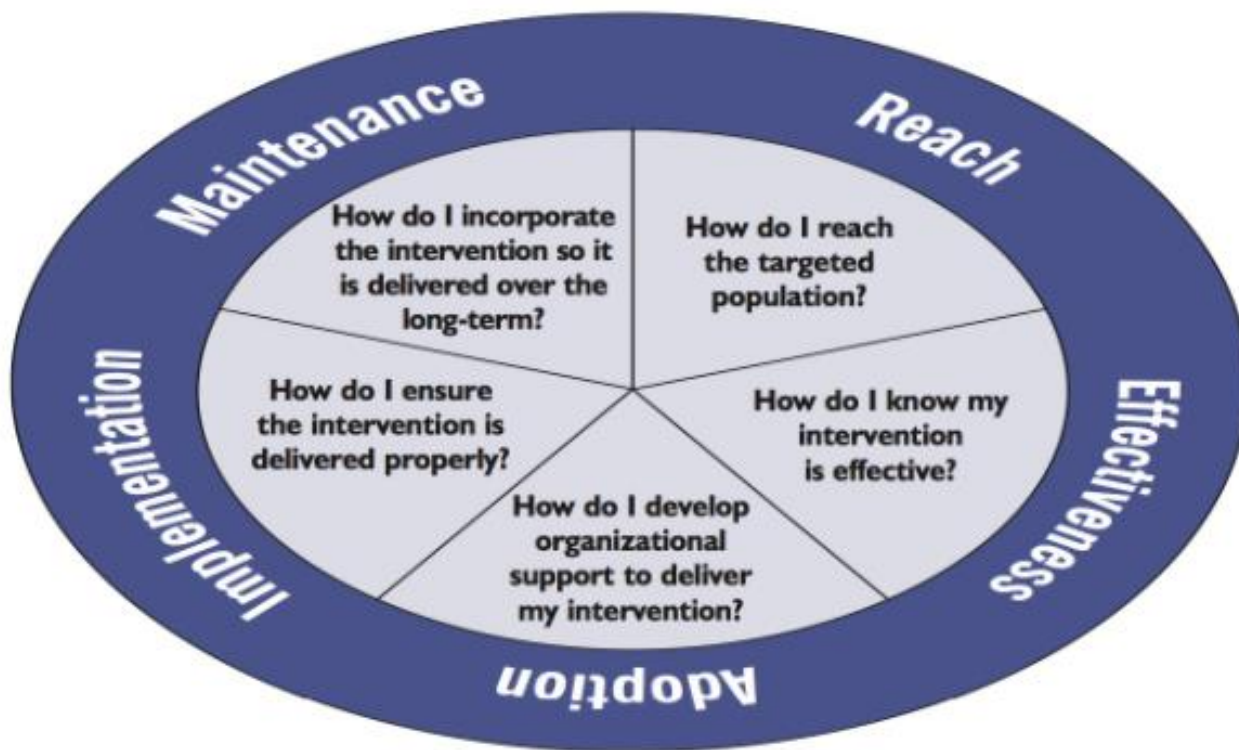 Maintenance
Reach
How do I incorporate
the intervention so it
is delivered over the
long-term?
How do I reach
the targeted
population?
Implementation
How do I ensure
the intervention is
delivered properly?
How do I know my
intervention
is effective?
Effectiveness
How do I develop
organizational
support to deliver
my intervention?
Adoption